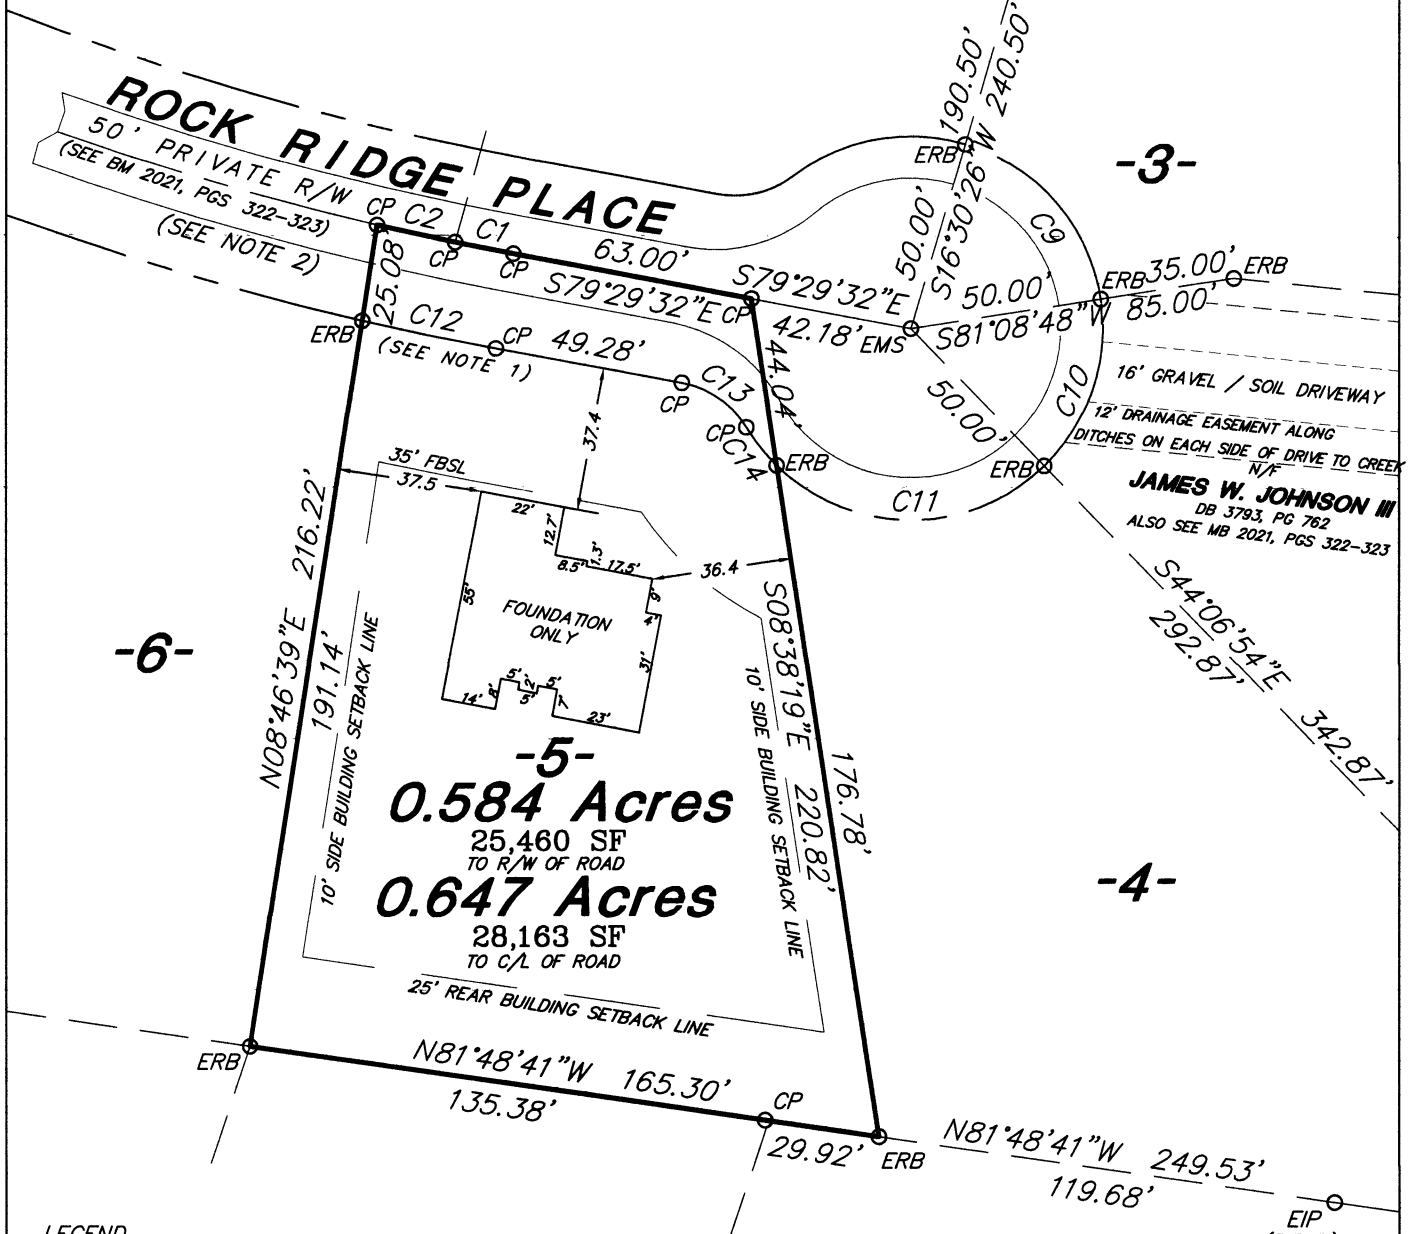 ROCK RIDGE PLACE
50' PRIVATE R/W
(SEE BM 2021, PGS 322-323)
(SEE NOTE 2)
CP
C2
CP
C1
CP
63.00'
S79°29'32"E
CP
S79°29'32"E
42.18'
EMS
25.08'
ERB
C12
(SEE NOTE 1)
CP
49.28'
CP
C13
CP
C14
ERB
44.04'
190.50'
240.50'
S16°30'26"W
50.00'
ERB
-3-
C9
50.00'
S81°08'48"W
ERB
35.00'
85.00'
ERB
C10
50.00'
ERB
C11
16' GRAVEL / SOIL DRIVEWAY
12' DRAINAGE EASEMENT ALONG
DITCHES ON EACH SIDE OF DRIVE TO CREEK
N/F
JAMES W. JOHNSON III
DB 3793, PG 762
ALSO SEE MB 2021, PGS 322-323
S44°06'54"E
292.87'
342.87'
35' FBSL
37.5
37.4
22'
12.7'
8.5'
1.3'
17.5'
36.4
9'
4'
31'
55'
FOUNDATION
ONLY
14'
8'
5'
2'
5'
5'
7'
23'
-6-
N08°46'39"E 216.22'
191.14'
10' SIDE BUILDING SETBACK LINE
S08°38'19"E 220.82'
176.78'
10' SIDE BUILDING SETBACK LINE
-5-
0.584 Acres
25,460 SF
TO R/W OF ROAD
0.647 Acres
28,163 SF
TO C/L OF ROAD
25' REAR BUILDING SETBACK LINE
-4-
ERB
N81°48'41"W 165.30'
135.38'
CP
29.92'
ERB
N81°48'41"W 249.53'
119.68'
EIP
LEGEND